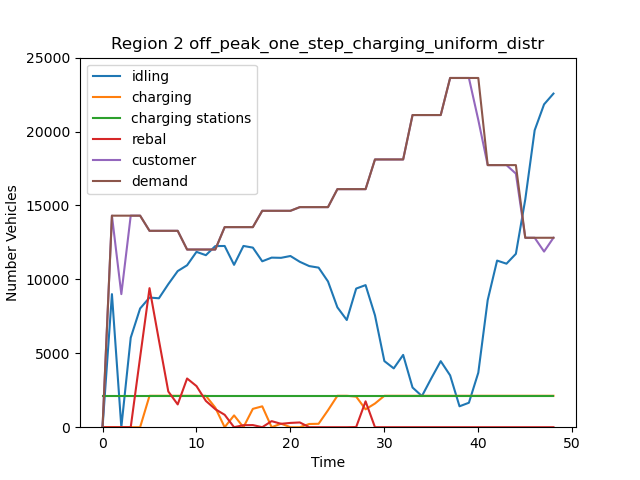 Region 2 off_peak_one_step_charging_uniform_distr
25000
20000
15000
10000
5000
0
Number Vehicles
idling
charging
charging stations
rebal
customer
demand
0 10 20 30 40 50
Time